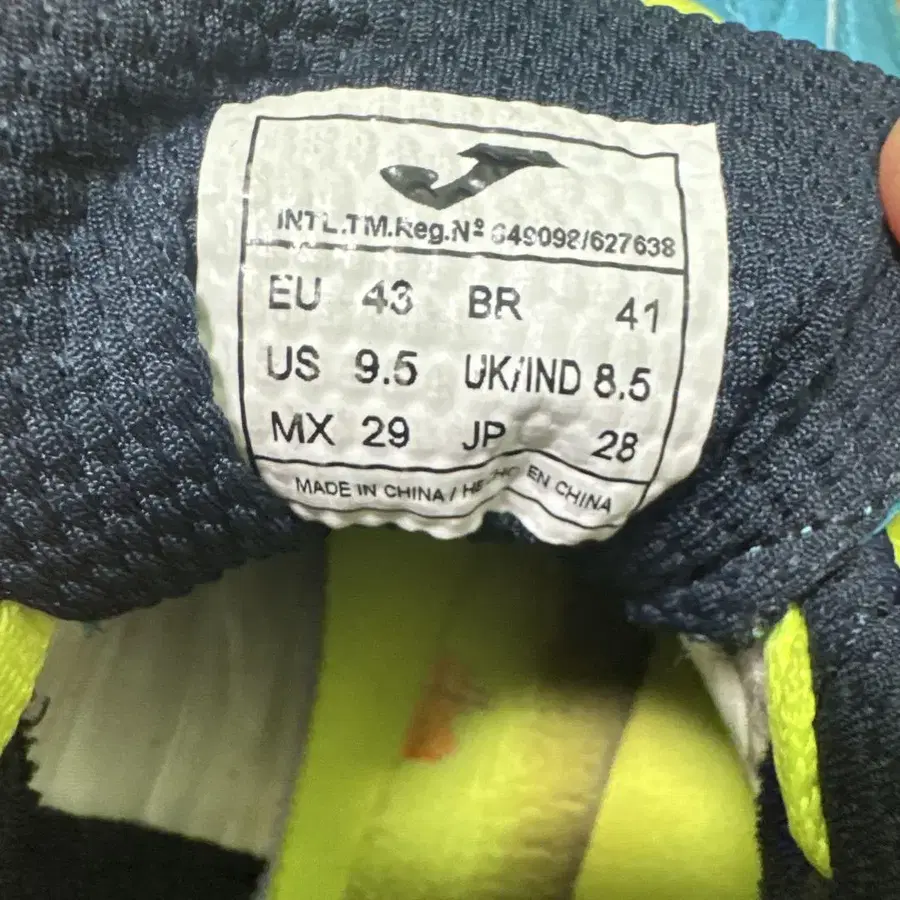 INTL.TM.Reg.Nº 649098/627638
EU 43 BR 41
US 9.5 UK/IND 8.5
MX 29 JP 28
MADE IN CHINA / HECHO EN CHINA